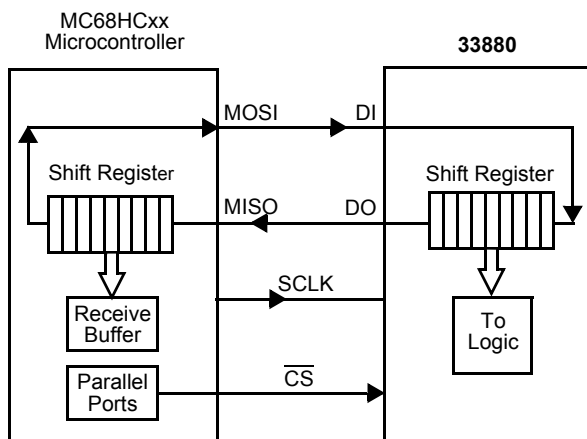 MC68HCxx
Microcontroller
33880
MOSI
DI
Shift Register
Shift Register
MISO
DO
SCLK
Receive
Buffer
To
Logic
Parallel
Ports
CS